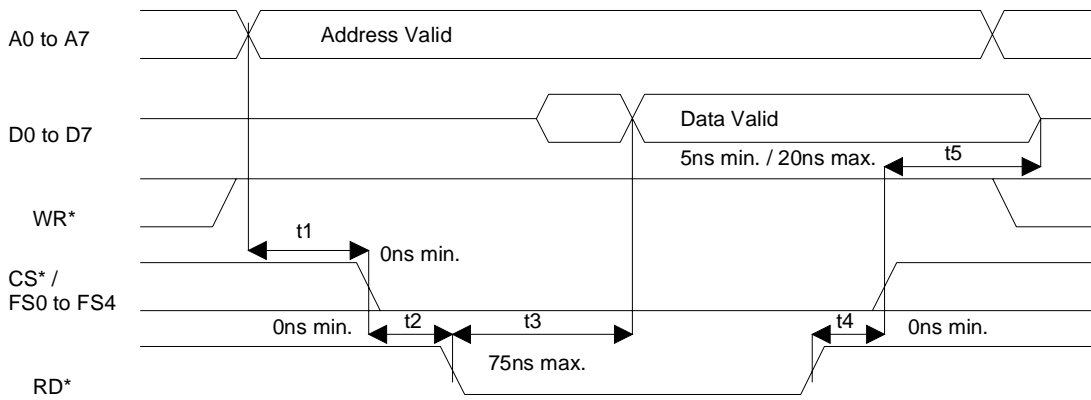 A0 to A7
Address Valid
D0 to D7
Data Valid
5ns min. / 20ns max.
t5
WR*
t1
0ns min.
CS* /
FS0 to FS4
0ns min.
t2
t3
t4
0ns min.
75ns max.
RD*